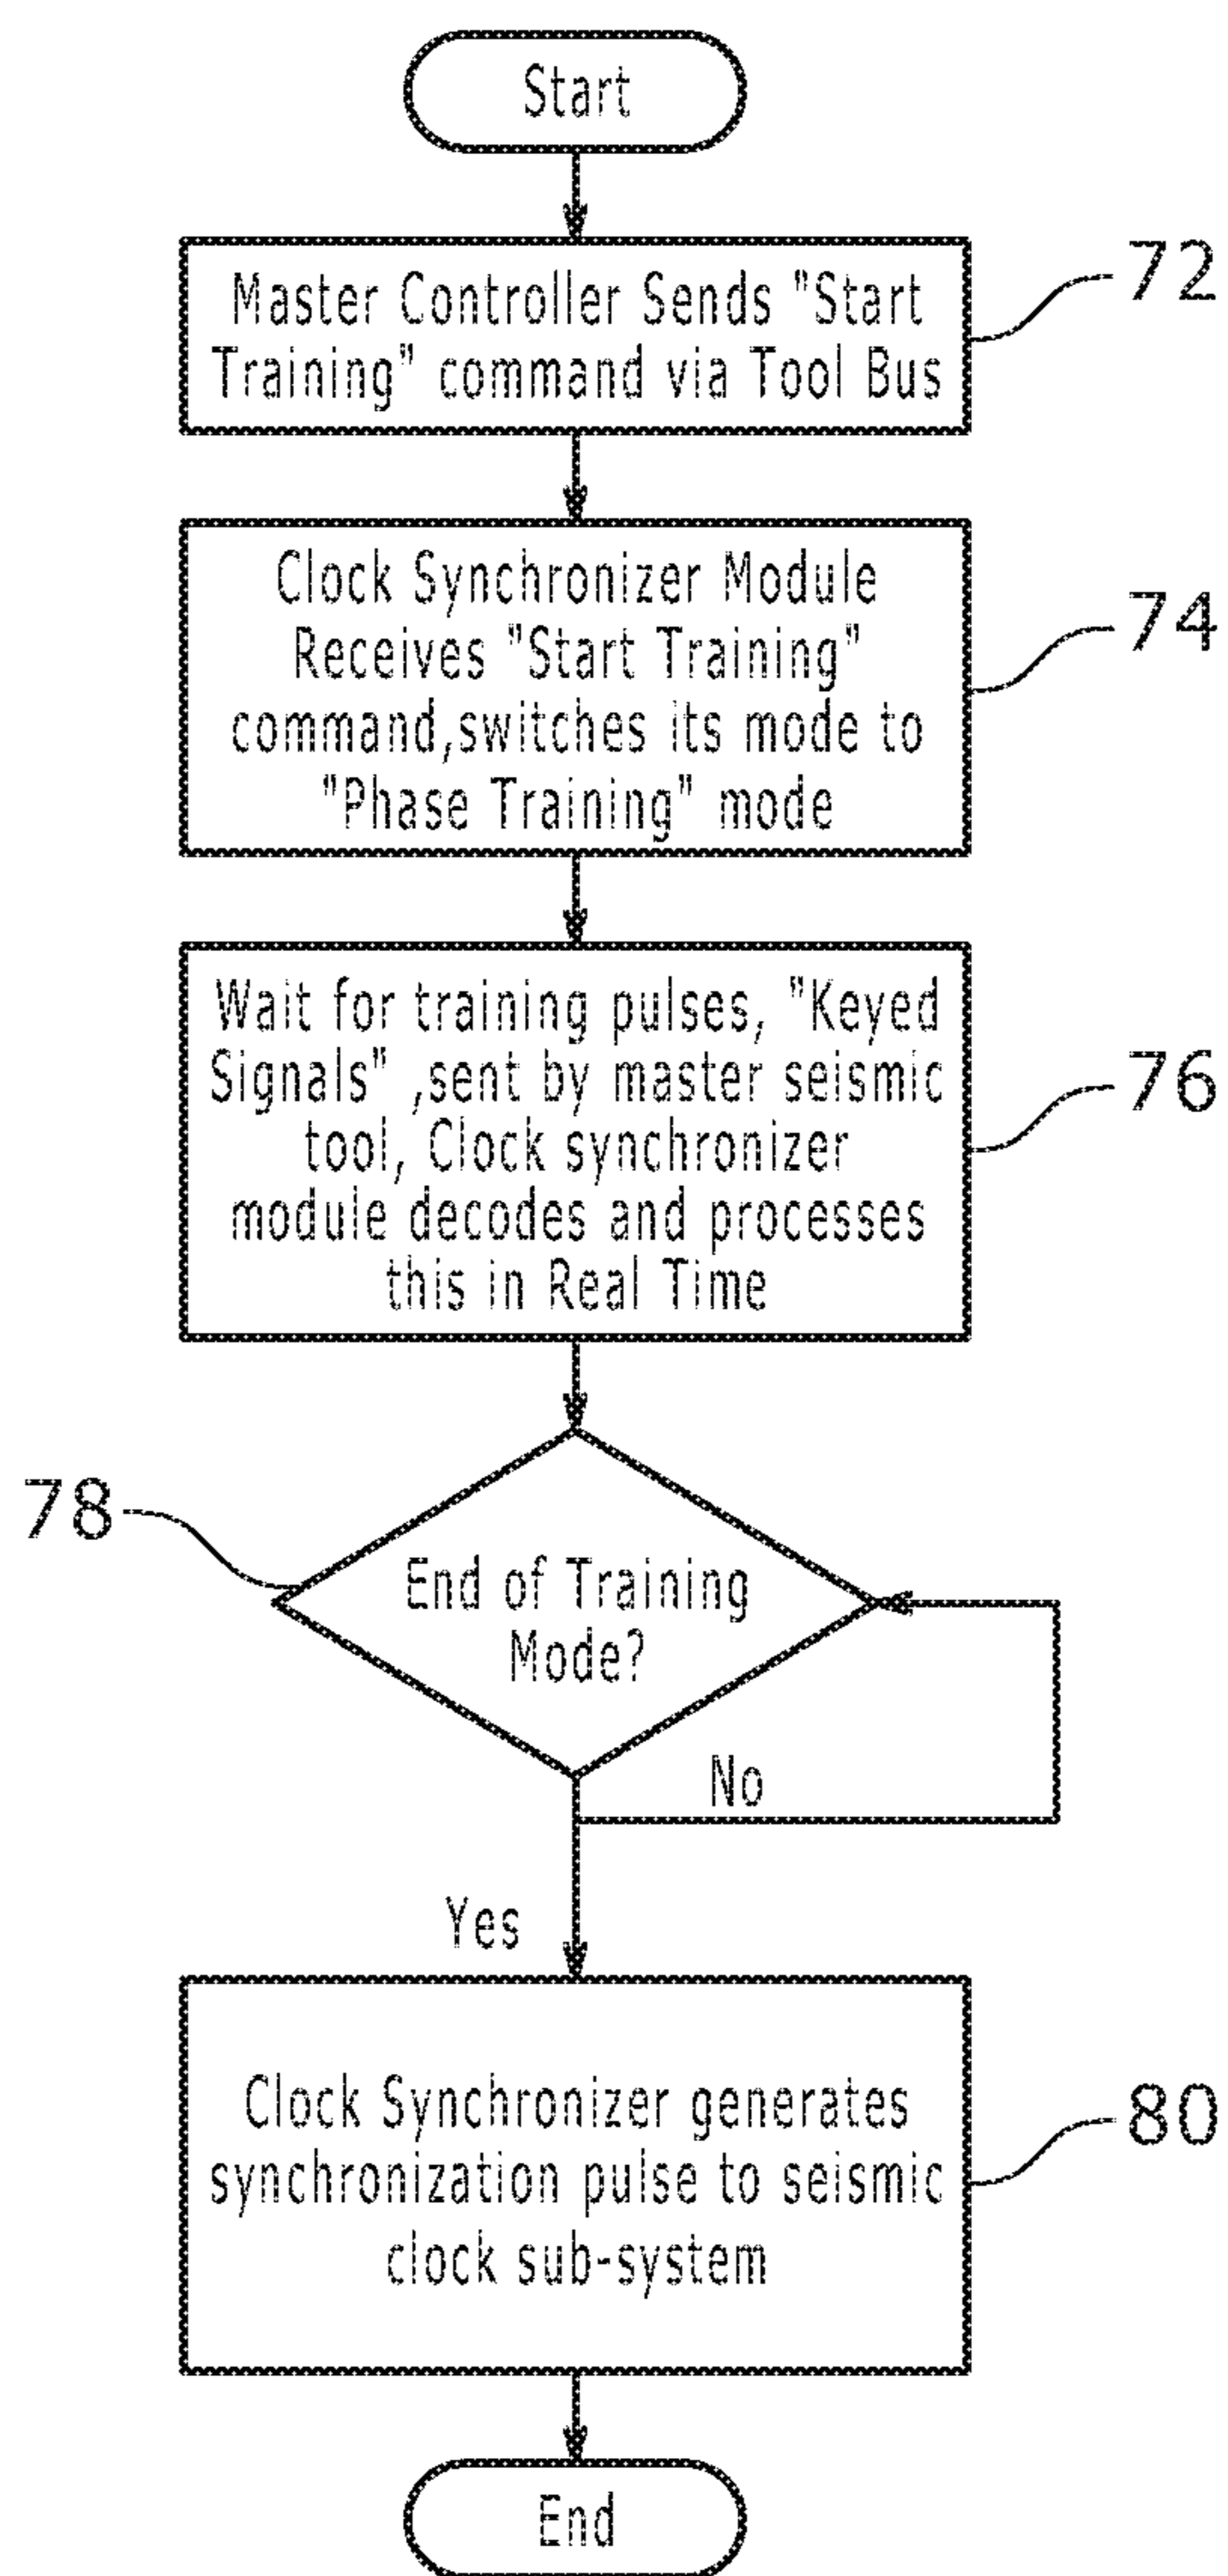 Start
Master Controller Sends "Start
Training" command via Tool Bus
72
Clock Synchronizer Module
Receives "Start Training"
command,switches its mode to
"Phase Training" mode
74
Wait for training pulses, "Keyed
Signals" ,sent by master seismic
tool, Clock synchronizer
module decodes and processes
this in Real Time
76
78
End of Training
Mode?
No
Yes
Clock Synchronizer generates
synchronization pulse to seismic
clock sub-system
80
End